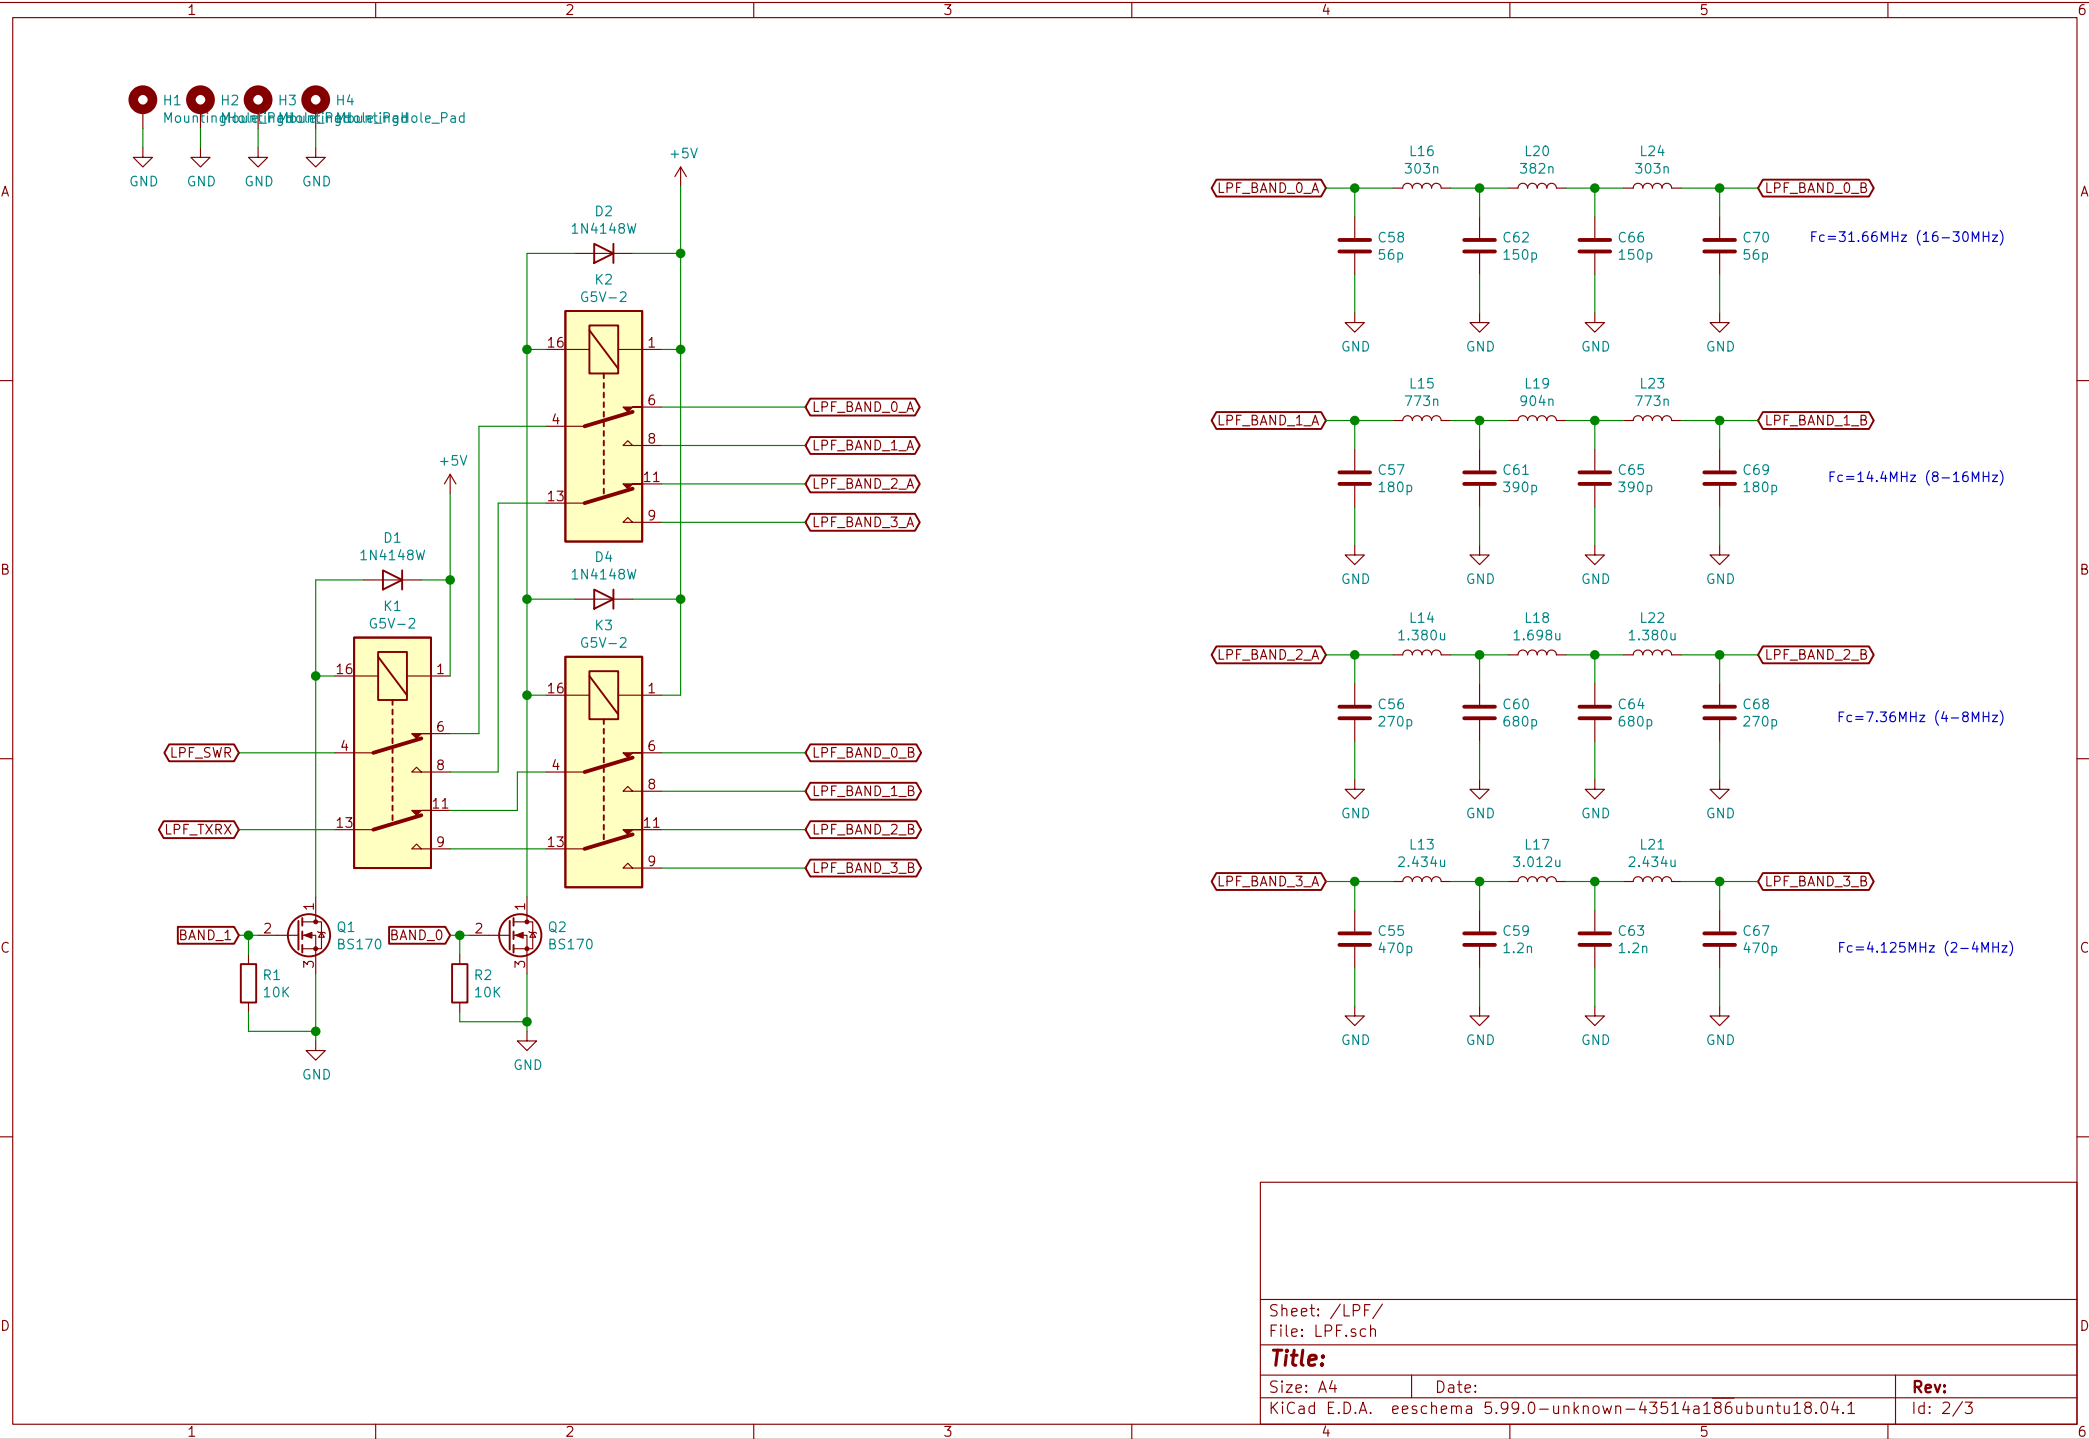 1 2 3 4 5 6
A
B
C
D
H1
MountingHole_Pad
H2
MountingHole_Pad
H3
MountingHole_Pad
H4
MountingHole_Pad
GND GND GND GND
+5V
D2
1N4148W
K2
G5V-2
16 1
6 LPF_BAND_0_A
4
8 LPF_BAND_1_A
11 LPF_BAND_2_A
13
9 LPF_BAND_3_A
+5V
D1
1N4148W
K1
G5V-2
16 1
6
LPF_SWR 4
8
11
LPF_TXRX 13
9
D4
1N4148W
K3
G5V-2
16 1
6 LPF_BAND_0_B
4
8 LPF_BAND_1_B
11 LPF_BAND_2_B
13
9 LPF_BAND_3_B
BAND_1 2 1 3
Q1
BS170
R1
10K
GND
BAND_0 2 1 3
Q2
BS170
R2
10K
GND
L16 L20 L24
303n 382n 303n
LPF_BAND_0_A LPF_BAND_0_B
C58 C62 C66 C70
56p 150p 150p 56p
Fc=31.66MHz (16-30MHz)
GND GND GND GND
L15 L19 L23
773n 904n 773n
LPF_BAND_1_A LPF_BAND_1_B
C57 C61 C65 C69
180p 390p 390p 180p
Fc=14.4MHz (8-16MHz)
GND GND GND GND
L14 L18 L22
1.380u 1.698u 1.380u
LPF_BAND_2_A LPF_BAND_2_B
C56 C60 C64 C68
270p 680p 680p 270p
Fc=7.36MHz (4-8MHz)
GND GND GND GND
L13 L17 L21
2.434u 3.012u 2.434u
LPF_BAND_3_A LPF_BAND_3_B
C55 C59 C63 C67
470p 1.2n 1.2n 470p
Fc=4.125MHz (2-4MHz)
GND GND GND GND
Sheet: /LPF/
File: LPF.sch
Title:
Size: A4 Date: Rev:
KiCad E.D.A. eeschema 5.99.0-unknown-43514a186ubuntu18.04.1 Id: 2/3
A
B
C
D
1 2 3 4 5 6